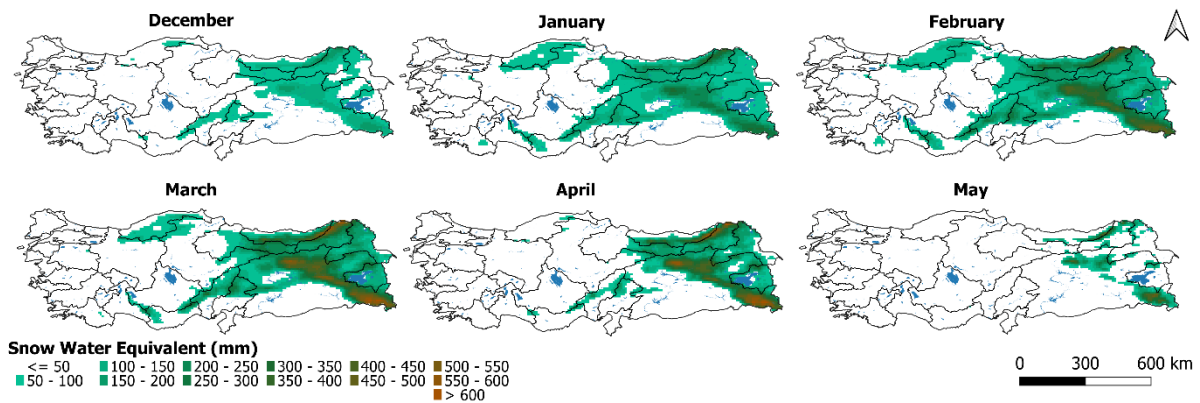 December January February
March April May
Snow Water Equivalent (mm)
<= 50 100 - 150 200 - 250 300 - 350 400 - 450 500 - 550
50 - 100 150 - 200 250 - 300 350 - 400 450 - 500 550 - 600
> 600
0 300 600 km